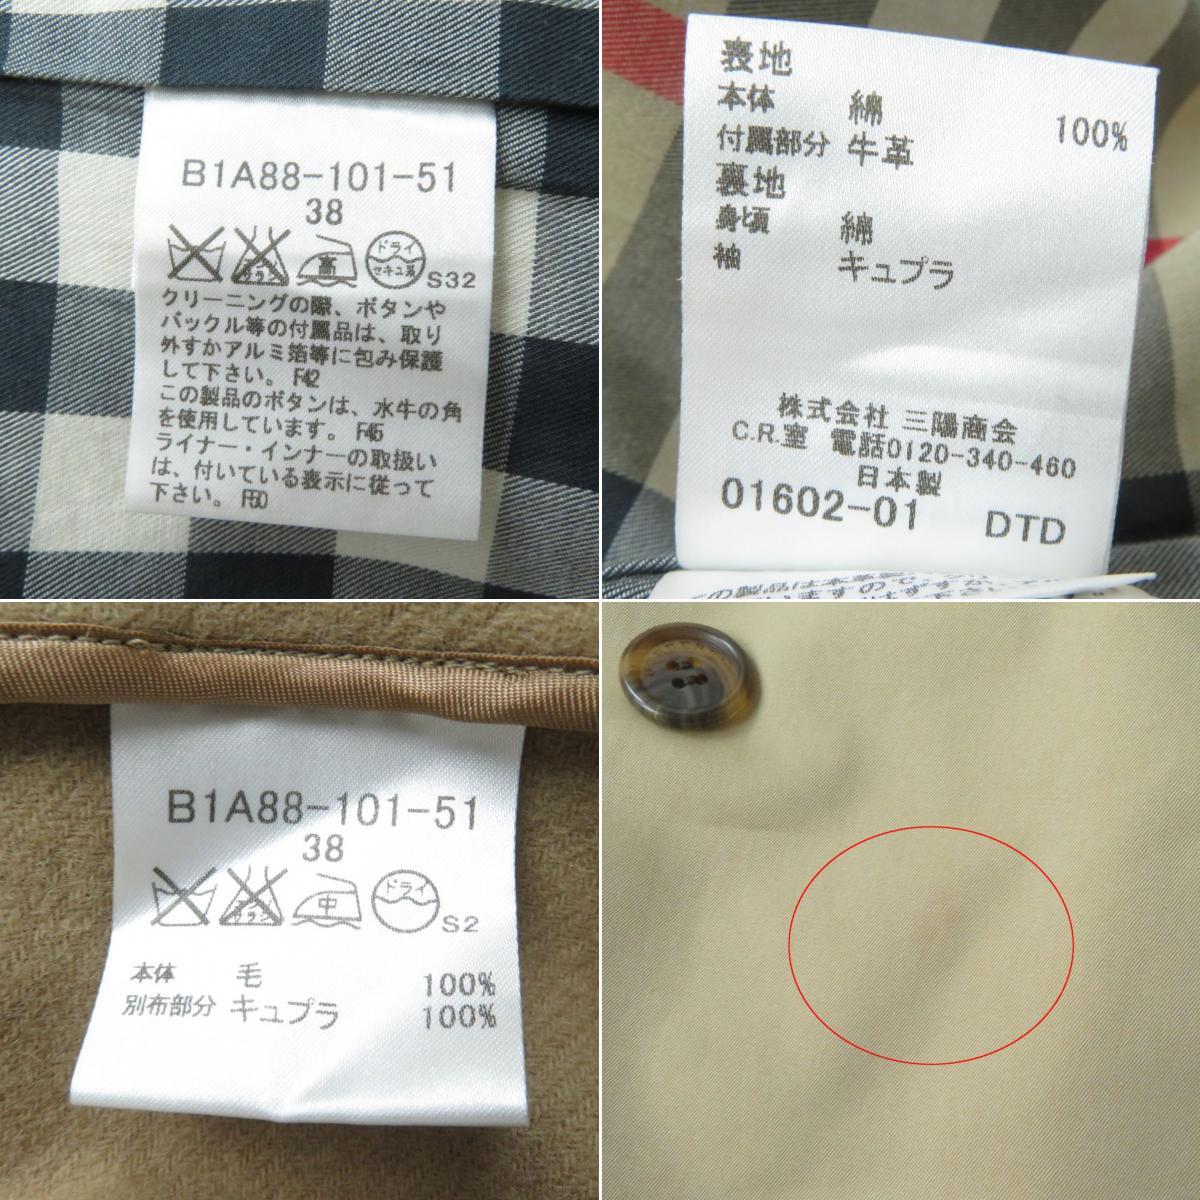 B1A88-101-51
38
高
ドライ
セキユ系
S32
クリーニングの際、ボタンや
バックル等の付属品は、取り
外すかアルミ箔等に包み保護
して下さい。 F42
この製品のボタンは、水牛の角
を使用しています。 F45
ライナー・インナーの取扱い
は、付いている表示に従って
下さい。 F50
表地
本体 綿 100%
付属部分 牛革
裏地
身頃 綿
袖 キュプラ
株式会社 三陽商会
C.R.室 電話0120-340-460
日本製
01602-01 DTD
B1A88-101-51
38
中
ドライ
S2
本体 毛 100%
別布部分 キュプラ 100%